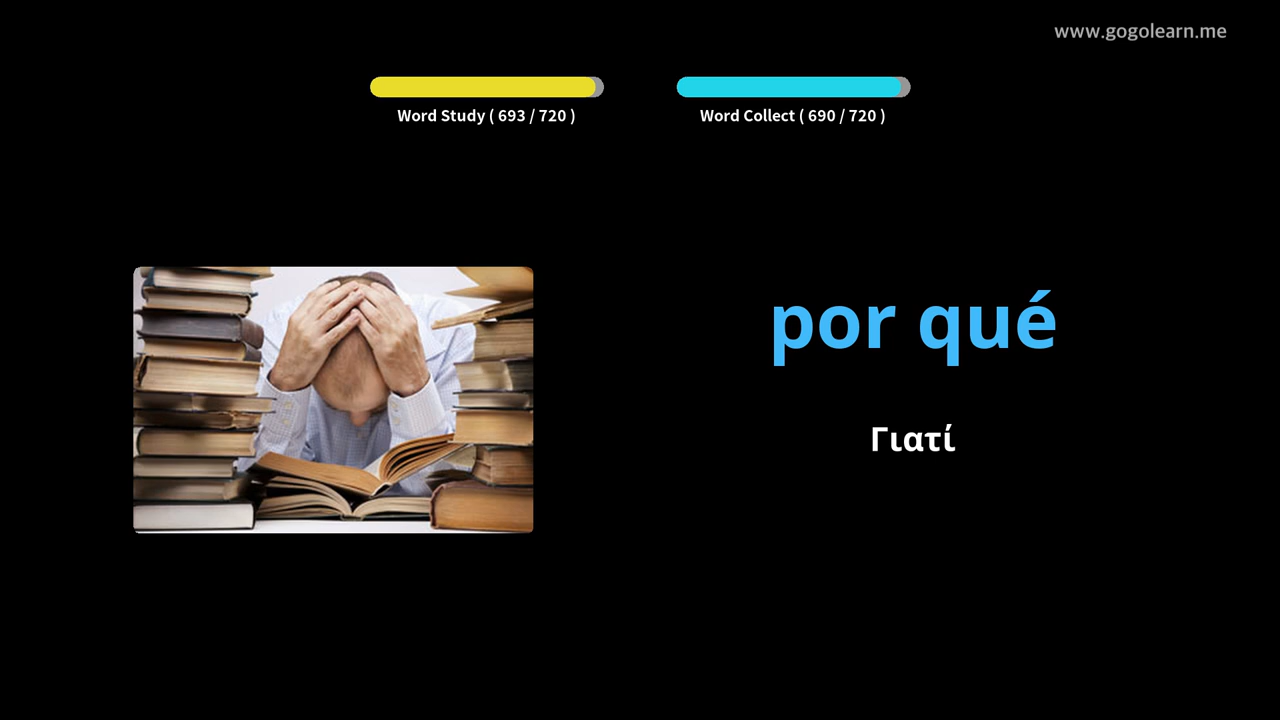 www.gogolearn.me
Word Study ( 693 / 720 )
Word Collect ( 690 / 720 )
por qué
Γιατί